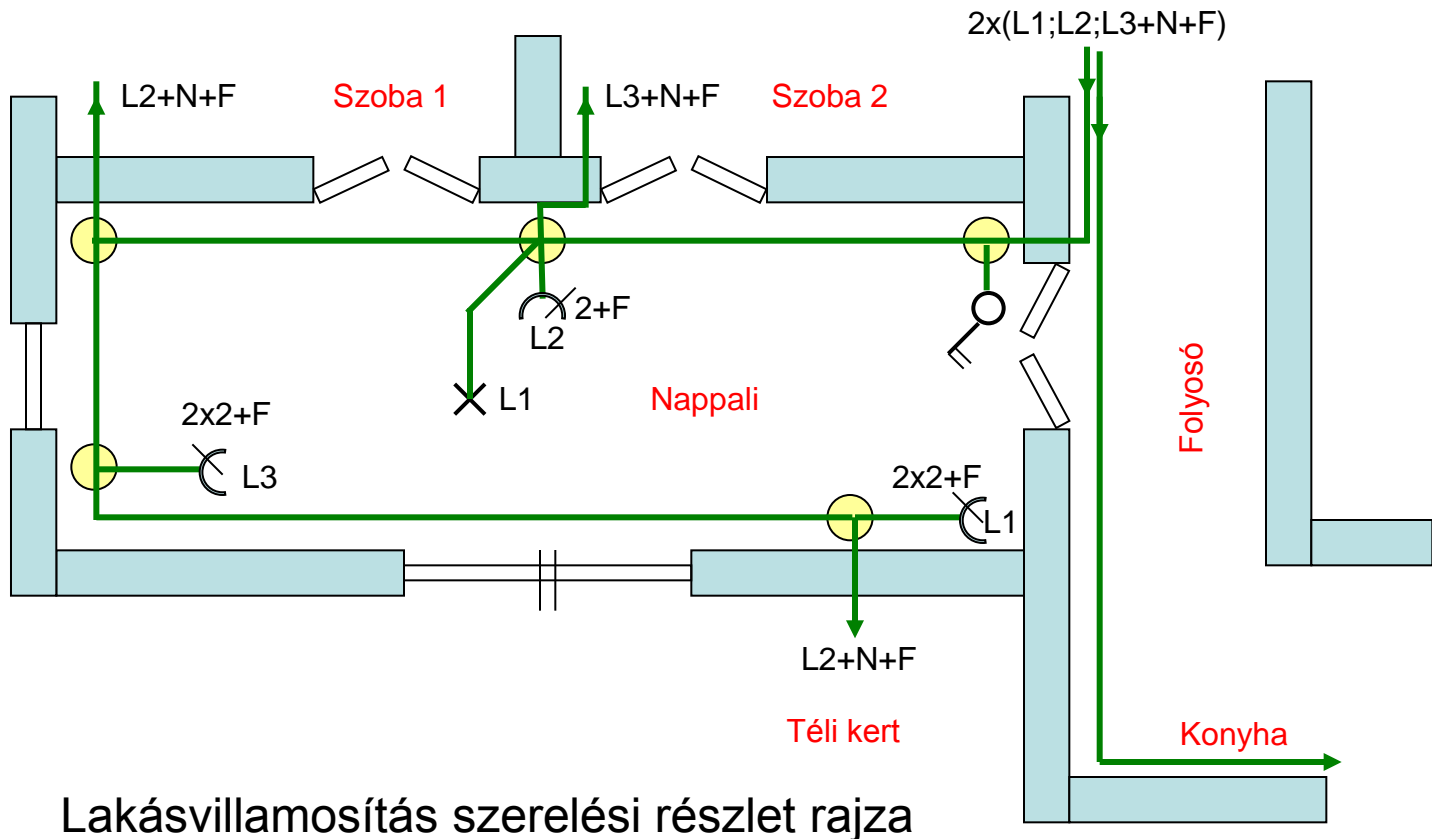 2x(L1;L2;L3+N+F)
L2+N+F
Szoba 1
L3+N+F
Szoba 2
2+F
L2
L1
Nappali
Folyosó
2x2+F
L3
2x2+F
L1
L2+N+F
Téli kert
Konyha
Lakásvillamosítás szerelési részlet rajza